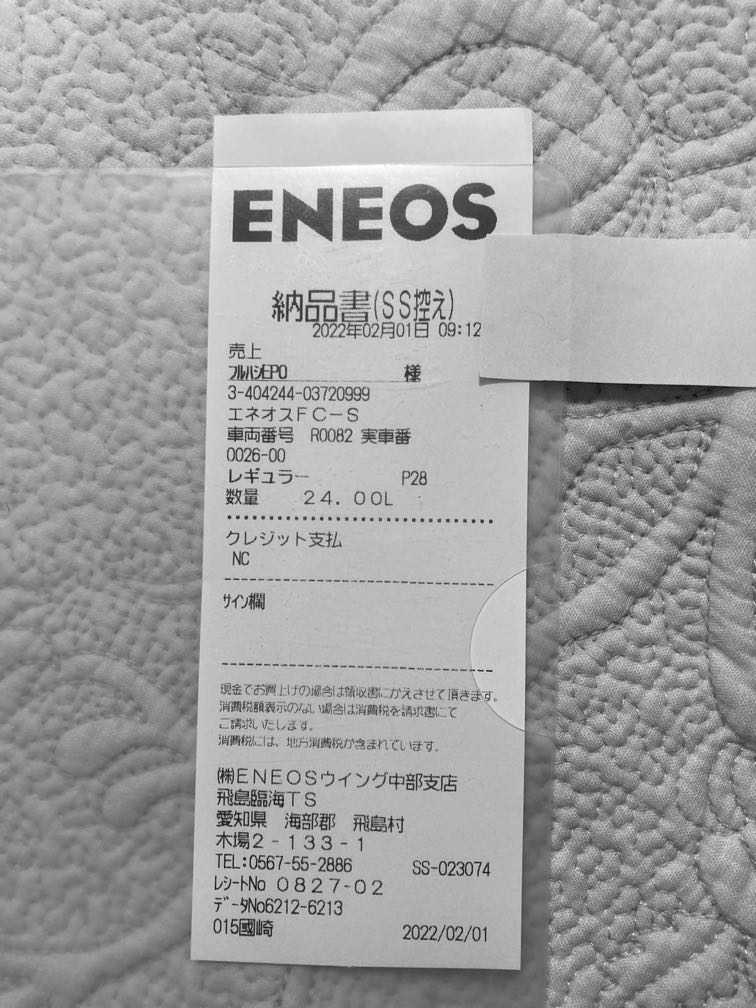 ENEOS
納品書(SS控え)
2022年02月01日 09:12
売上
フルハシEPO 様
3-404244-03720999
エネオスFC-S
車両番号 R0082 実車番
0026-00
レギュラー P28
数量 24.00L
クレジット支払
NC
サイン欄
現金でお買上げの場合は領収書にかえさせて頂きます。
消費税額表示のない場合は消費税を請求書にて
ご請求いたします。
消費税には、地方消費税が含まれています。
(株)ENEOSウイング中部支店
飛島臨海TS
愛知県 海部郡 飛島村
木場2-133-1
TEL:0567-55-2886 SS-023074
レシートNo 0827-02
データNo6212-6213
015國崎 2022/02/01